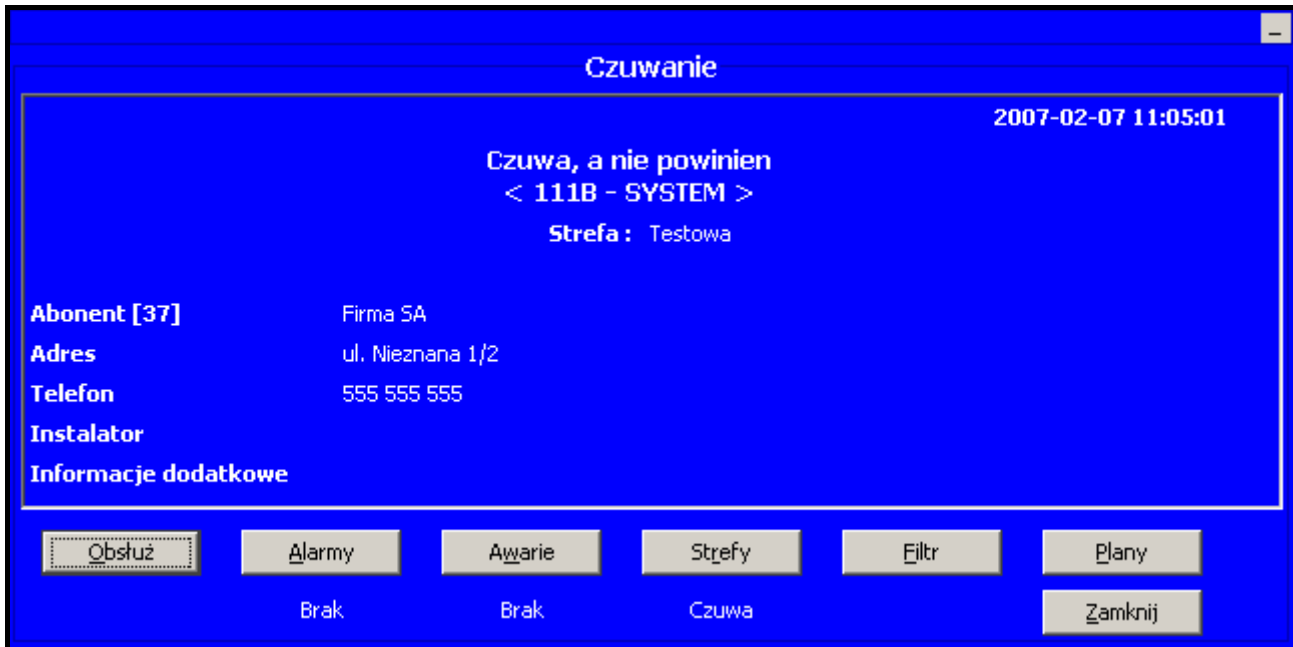 Czuwanie
2007-02-07 11:05:01
Czuwa, a nie powinien
< 111B - SYSTEM >
Strefa : Testowa
Abonent [37] Firma SA
Adres ul. Nieznana 1/2
Telefon 555 555 555
Instalator
Informacje dodatkowe
Obsłuż Alarmy Awarie Strefy Filtr Plany
Brak Brak Czuwa Zamknij